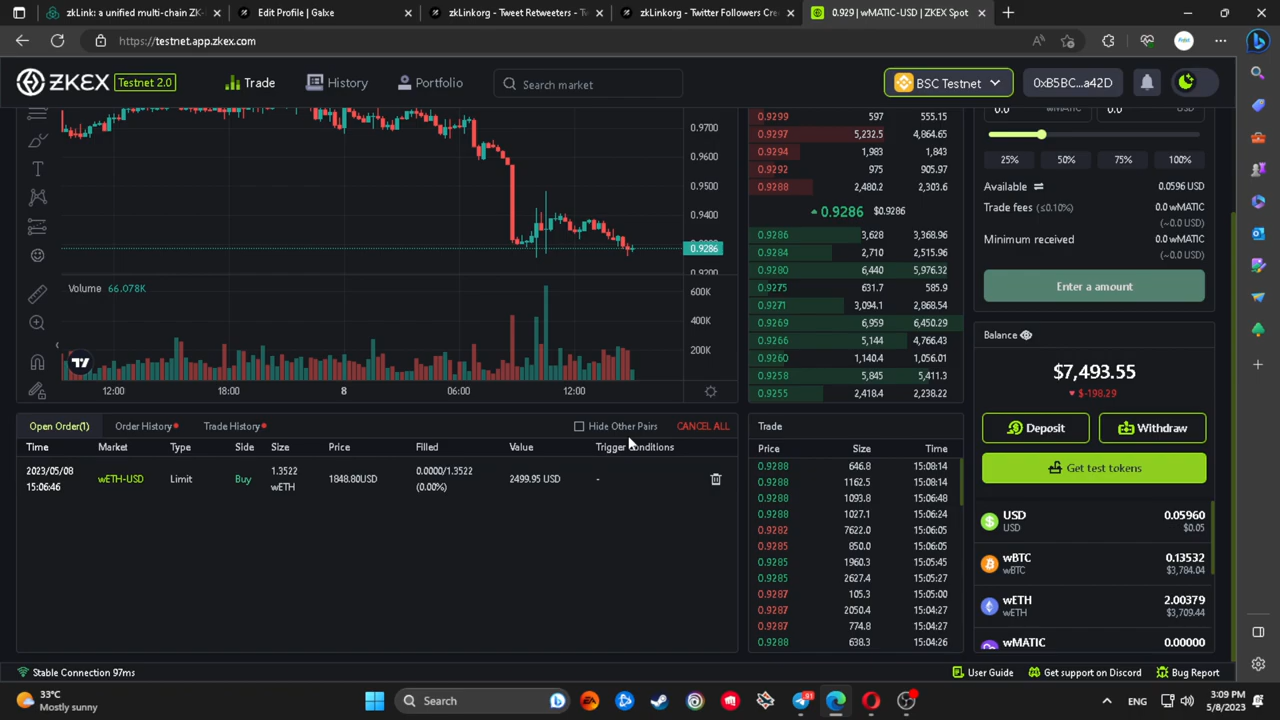 zkLink: a unified multi-chain ZK-
Edit Profile | Galxe
zkLinkorg - Tweet Retweeters - Tw
zkLinkorg - Twitter Followers Cre
0.929 | wMATIC-USD | ZKEX Spot
https://testnet.app.zkex.com
ZKEX
Testnet 2.0
Trade
History
Portfolio
Search market
BSC Testnet
0xB5BC...a42D
0.9700
0.9600
0.9500
0.9400
0.9286
0.9200
Volume 66.078K
600K
400K
200K
12:00
18:00
8
06:00
12:00
0.9299 597 555.15
0.9297 5,232.5 4,864.65
0.9294 1,983 1,843
0.9292 975 905.97
0.9288 2,480.2 2,303.6
0.9286 $0.9286
0.9286 3,628 3,368.96
0.9284 2,710 2,515.96
0.9280 6,440 5,976.32
0.9275 631.7 585.9
0.9271 3,094.1 2,868.54
0.9269 6,959 6,450.29
0.9266 5,144 4,766.43
0.9260 1,140.4 1,056.01
0.9258 5,845 5,411.3
0.9255 2,418.4 2,238.22
0.0 wMATIC 0.0 USD
25% 50% 75% 100%
Available 0.0596 USD
Trade fees (≤0.10%) 0.0 wMATIC
(~0.0 USD)
Minimum received 0.0 wMATIC
(~0.0 USD)
Enter a amount
Balance
$7,493.55
$-198.29
Deposit
Withdraw
Get test tokens
USD 0.05960
USD $0.05
wBTC 0.13532
wBTC $3,784.04
wETH 2.00379
wETH $3,709.44
wMATIC 0.00000
Open Order(1)
Order History
Trade History
Hide Other Pairs
CANCEL ALL
Time Market Type Side Size Price Filled Value Trigger Conditions
2023/05/08
15:06:46
wETH-USD
Limit
Buy
1.3522
wETH
1848.80USD
0.0000/1.3522
(0.00%)
2499.95 USD
-
Trade
Price Size Time
0.9288 646.8 15:08:14
0.9288 1162.5 15:08:14
0.9288 1093.8 15:06:48
0.9288 1027.1 15:06:24
0.9282 7622.0 15:06:05
0.9285 850.0 15:06:05
0.9285 1960.3 15:05:45
0.9285 2627.4 15:05:27
0.9287 105.3 15:05:00
0.9287 2050.4 15:04:27
0.9287 774.8 15:04:27
0.9288 638.3 15:04:26
Stable Connection 97ms
User Guide
Get support on Discord
Bug Report
33°C
Mostly sunny
Search
91
ENG
3:09 PM
5/8/2023